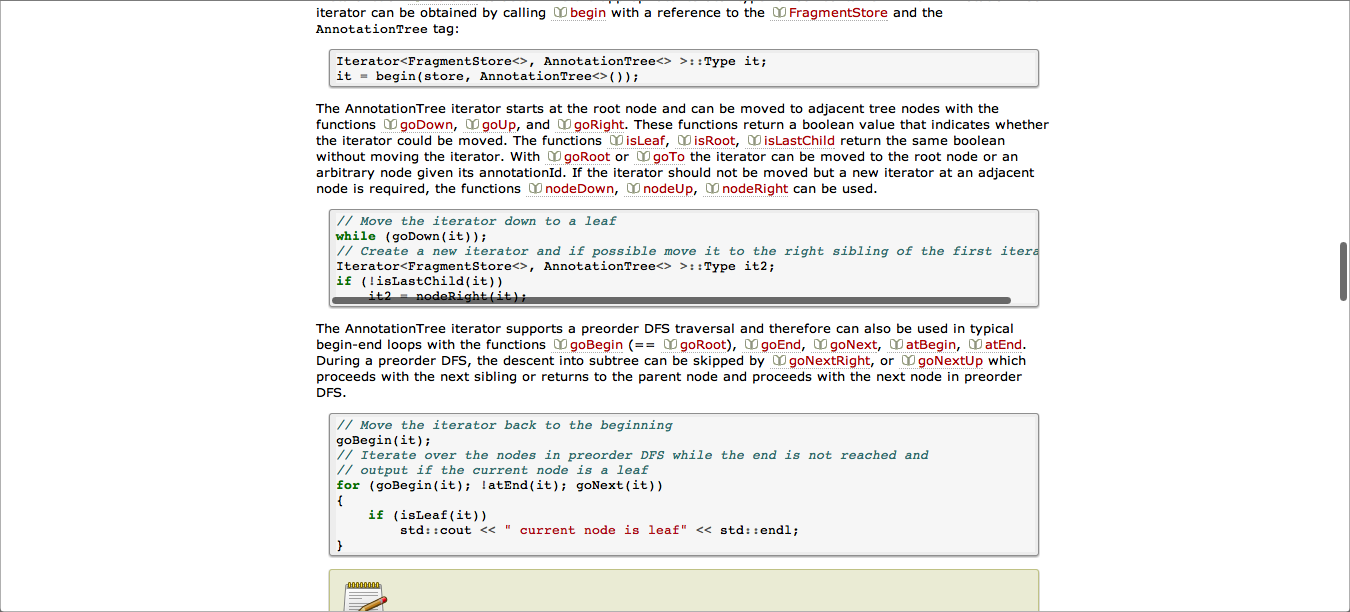 iterator can be obtained by calling begin with a reference to the FragmentStore and the
AnnotationTree tag:
Iterator<FragmentStore<>, AnnotationTree<> >::Type it;
it = begin(store, AnnotationTree<>());
The AnnotationTree iterator starts at the root node and can be moved to adjacent tree nodes with the
functions goDown, goUp, and goRight. These functions return a boolean value that indicates whether
the iterator could be moved. The functions isLeaf, isRoot, isLastChild return the same boolean
without moving the iterator. With goRoot or goTo the iterator can be moved to the root node or an
arbitrary node given its annotationId. If the iterator should not be moved but a new iterator at an adjacent
node is required, the functions nodeDown, nodeUp, nodeRight can be used.
// Move the iterator down to a leaf
while (goDown(it));
// Create a new iterator and if possible move it to the right sibling of the first itera
Iterator<FragmentStore<>, AnnotationTree<> >::Type it2;
if (!isLastChild(it))
    it2 = nodeRight(it);
The AnnotationTree iterator supports a preorder DFS traversal and therefore can also be used in typical
begin-end loops with the functions goBegin (== goRoot), goEnd, goNext, atBegin, atEnd.
During a preorder DFS, the descent into subtree can be skipped by goNextRight, or goNextUp which
proceeds with the next sibling or returns to the parent node and proceeds with the next node in preorder
DFS.
// Move the iterator back to the beginning
goBegin(it);
// Iterate over the nodes in preorder DFS while the end is not reached and
// output if the current node is a leaf
for (goBegin(it); !atEnd(it); goNext(it))
{
    if (isLeaf(it))
        std::cout << " current node is leaf" << std::endl;
}